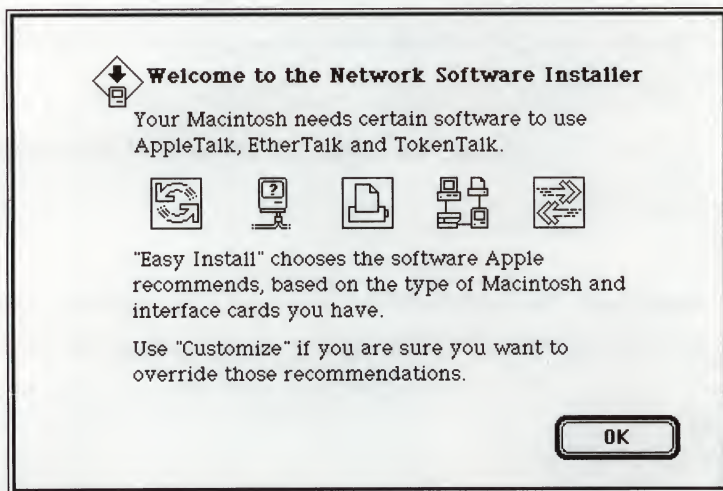 Welcome to the Network Software Installer
Your Macintosh needs certain software to use
AppleTalk, EtherTalk and TokenTalk.
?
"Easy Install" chooses the software Apple
recommends, based on the type of Macintosh and
interface cards you have.
Use "Customize" if you are sure you want to
override those recommendations.
OK